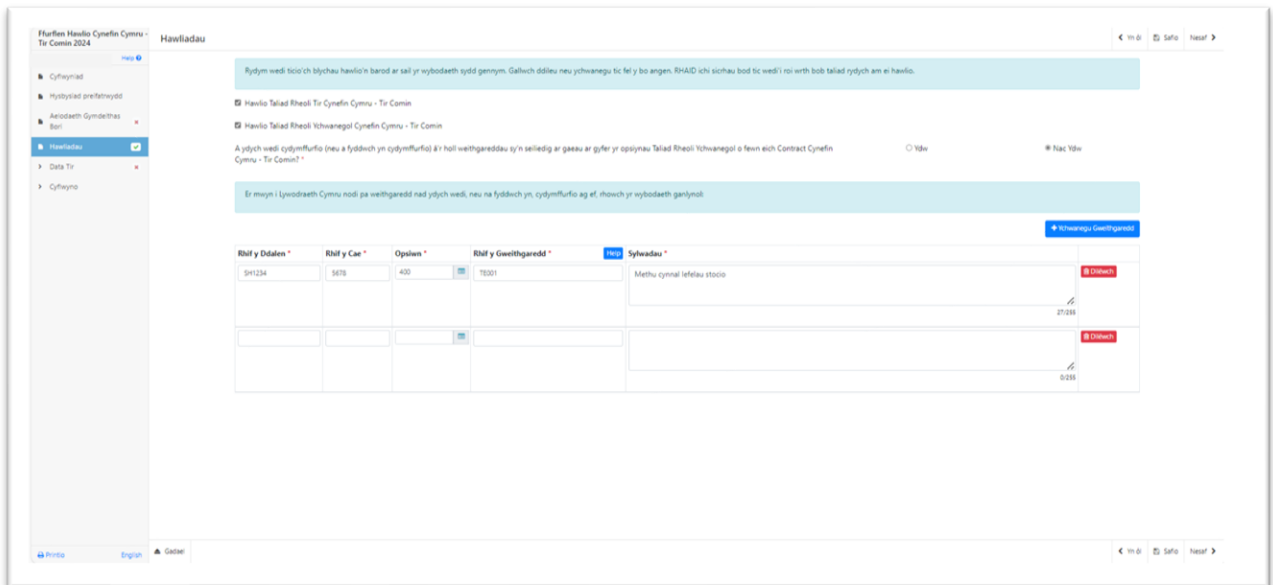 Ffurflen Hawlio Cynefin Cymru -
Tir Comin 2024
Hawliadau
Yn ôl
Safio
Nesaf
Help
Cyflwyniad
Hysbysiad preifatrwydd
Aelodaeth Gymdeithas
Bori
Hawliadau
Data Tir
Cyflwyno
Rydym wedi ticio'ch blychau hawlio'n barod ar sail yr wybodaeth sydd gennym. Gallwch ddileu neu ychwanegu tic fel y bo angen. RHAID ichi sicrhau bod tic wedi'i roi wrth bob taliad rydych am ei hawlio.
Hawlio Taliad Rheoli Tir Cynefin Cymru - Tir Comin
Hawlio Taliad Rheoli Ychwanegol Cynefin Cymru - Tir Comin
A ydych wedi cydymffurfio (neu a fyddwch yn cydymffurfio) â'r holl weithgareddau sy'n seiliedig ar gaeau ar gyfer yr opsiynau Taliad Rheoli Ychwanegol o fewn eich Contract Cynefin
Cymru - Tir Comin? *
Ydw
Nac Ydw
Er mwyn i Lywodraeth Cymru nodi pa weithgaredd nad ydych wedi, neu na fyddwch yn, cydymffurfio ag ef, rhowch yr wybodaeth ganlynol:
+ Ychwanegu Gweithgaredd
Rhif y Ddalen *
Rhif y Cae *
Opsiwn *
Rhif y Gweithgaredd *
Help
Sylwadau *
SH1234
5678
400
TE001
Methu cynnal lefelau stocio
Dilëwch
27/255
Dilëwch
0/255
Printio
English
Gadael
Yn ôl
Safio
Nesaf